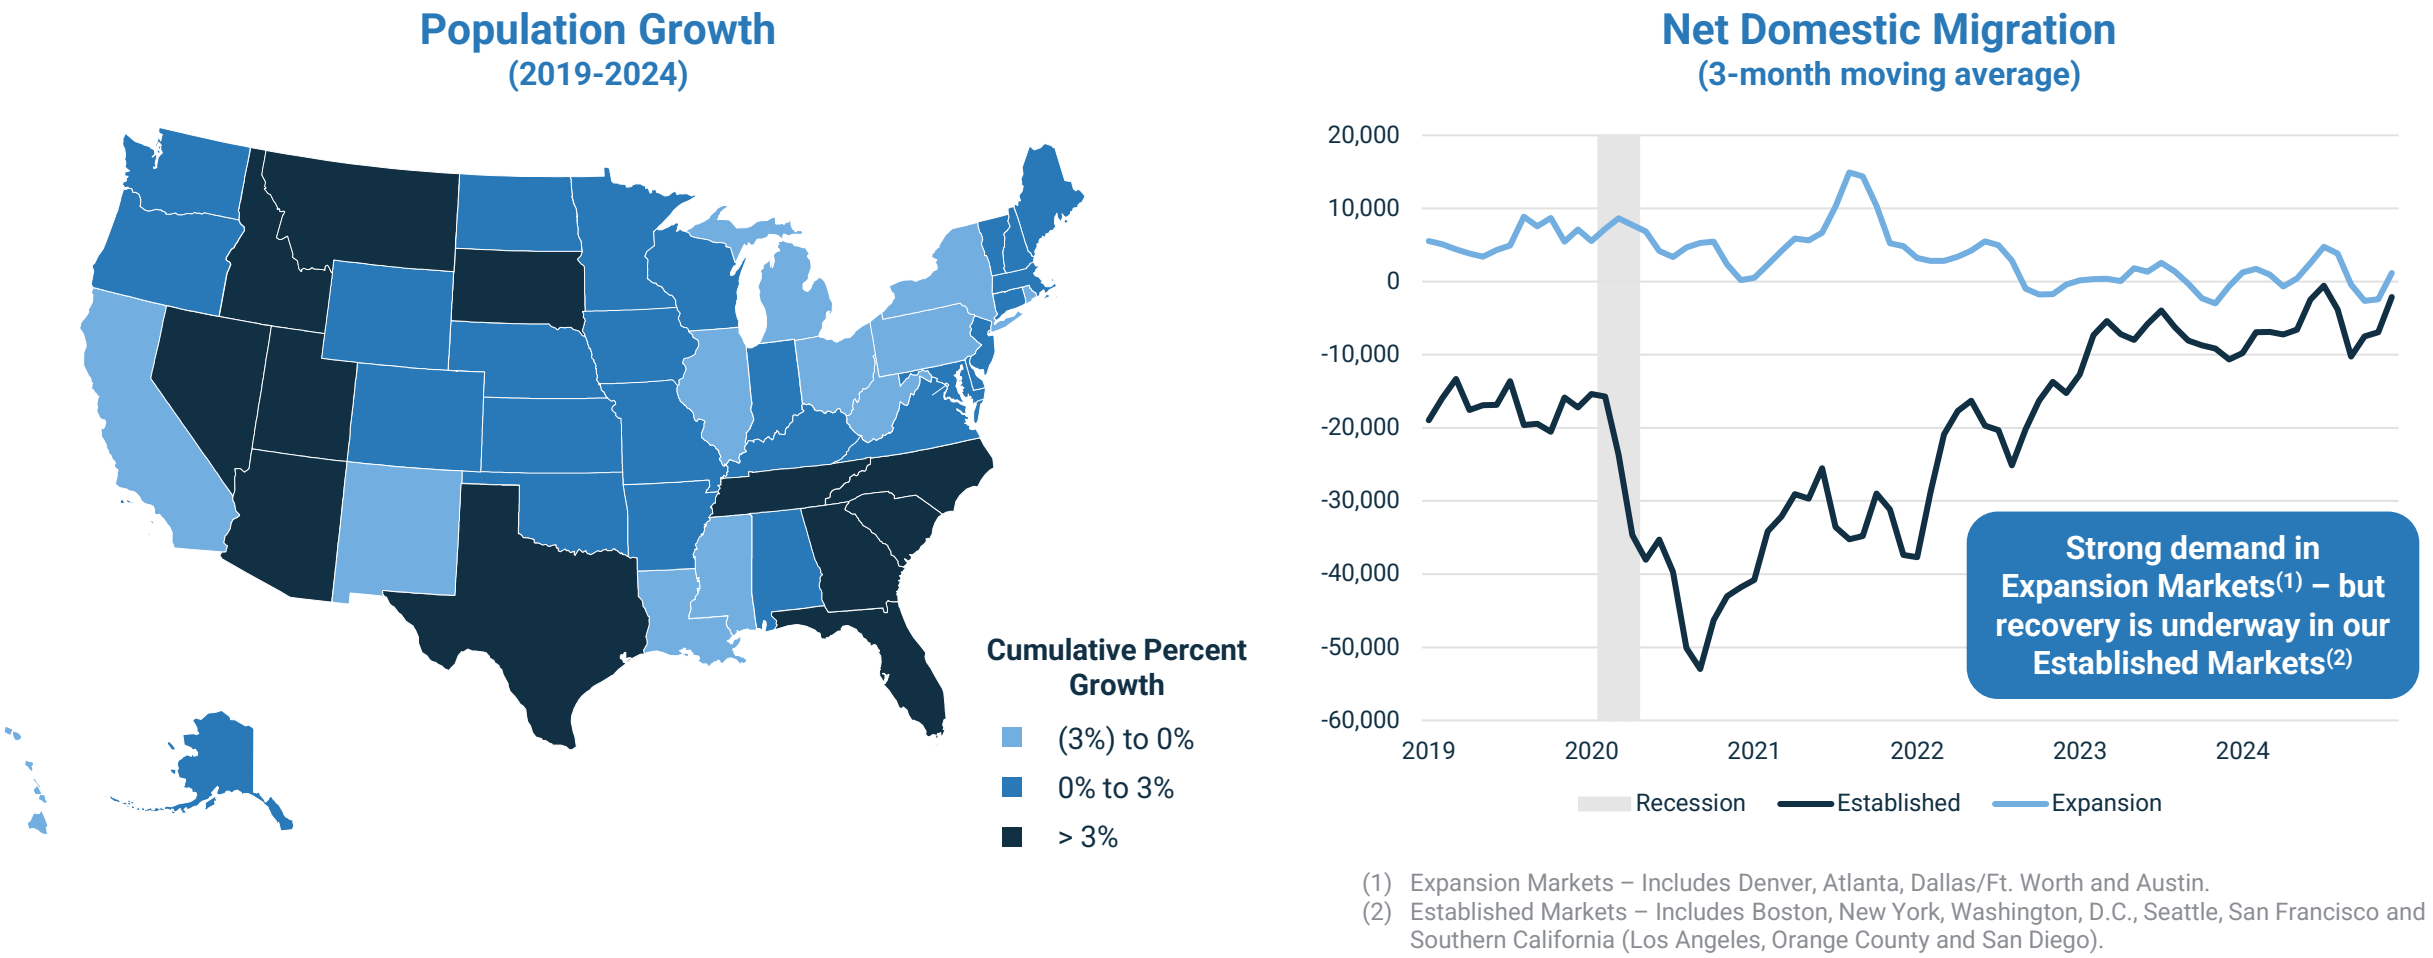 Population Growth
(2019-2024)
Cumulative Percent
Growth
(3%) to 0%
0% to 3%
> 3%
Net Domestic Migration
(3-month moving average)
20,000
10,000
0
-10,000
-20,000
-30,000
-40,000
-50,000
-60,000
2019 2020 2021 2022 2023 2024
Strong demand in
Expansion Markets(1) – but
recovery is underway in our
Established Markets(2)
Recession Established Expansion
(1) Expansion Markets – Includes Denver, Atlanta, Dallas/Ft. Worth and Austin.
(2) Established Markets – Includes Boston, New York, Washington, D.C., Seattle, San Francisco and
Southern California (Los Angeles, Orange County and San Diego).